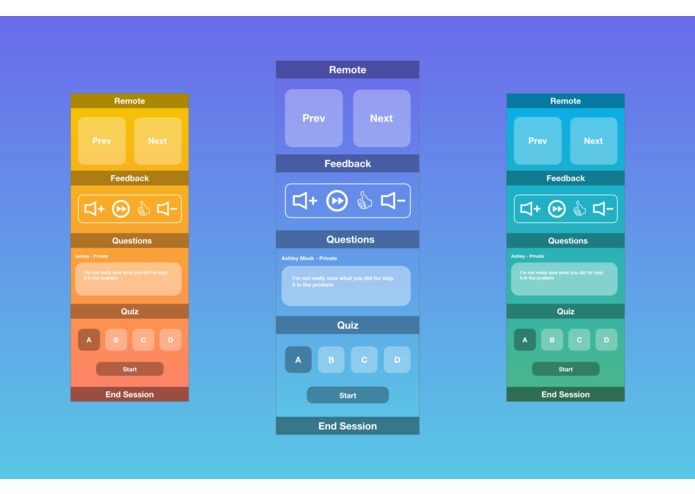 Remote
Prev
Next
Feedback
+
-
Questions
Ashley - Private
I'm not really sure what you did for step
3 in the problem
Quiz
A
B
C
D
Start
End Session
Remote
Prev
Next
Feedback
+
-
Questions
Ashley Mook - Private
I'm not really sure what you did for step
3 in the problem
Quiz
A
B
C
D
Start
End Session
Remote
Prev
Next
Feedback
+
-
Questions
Ashley - Private
I'm not really sure what you did for step
3 in the problem
Quiz
A
B
C
D
Start
End Session